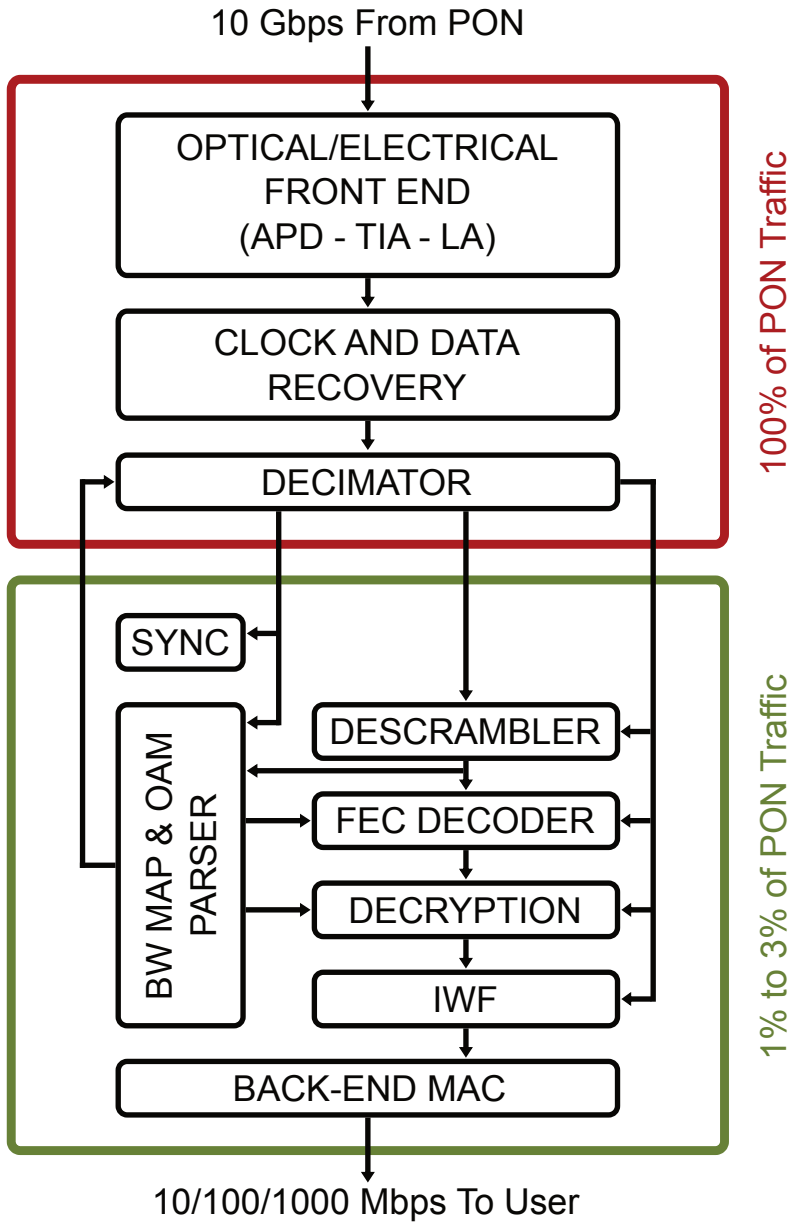 10 Gbps From PON
OPTICAL/ELECTRICAL
FRONT END
(APD - TIA - LA)
CLOCK AND DATA
RECOVERY
DECIMATOR
100% of PON Traffic
SYNC
BW MAP & OAM
PARSER
DESCRAMBLER
FEC DECODER
DECRYPTION
IWF
BACK-END MAC
1% to 3% of PON Traffic
10/100/1000 Mbps To User